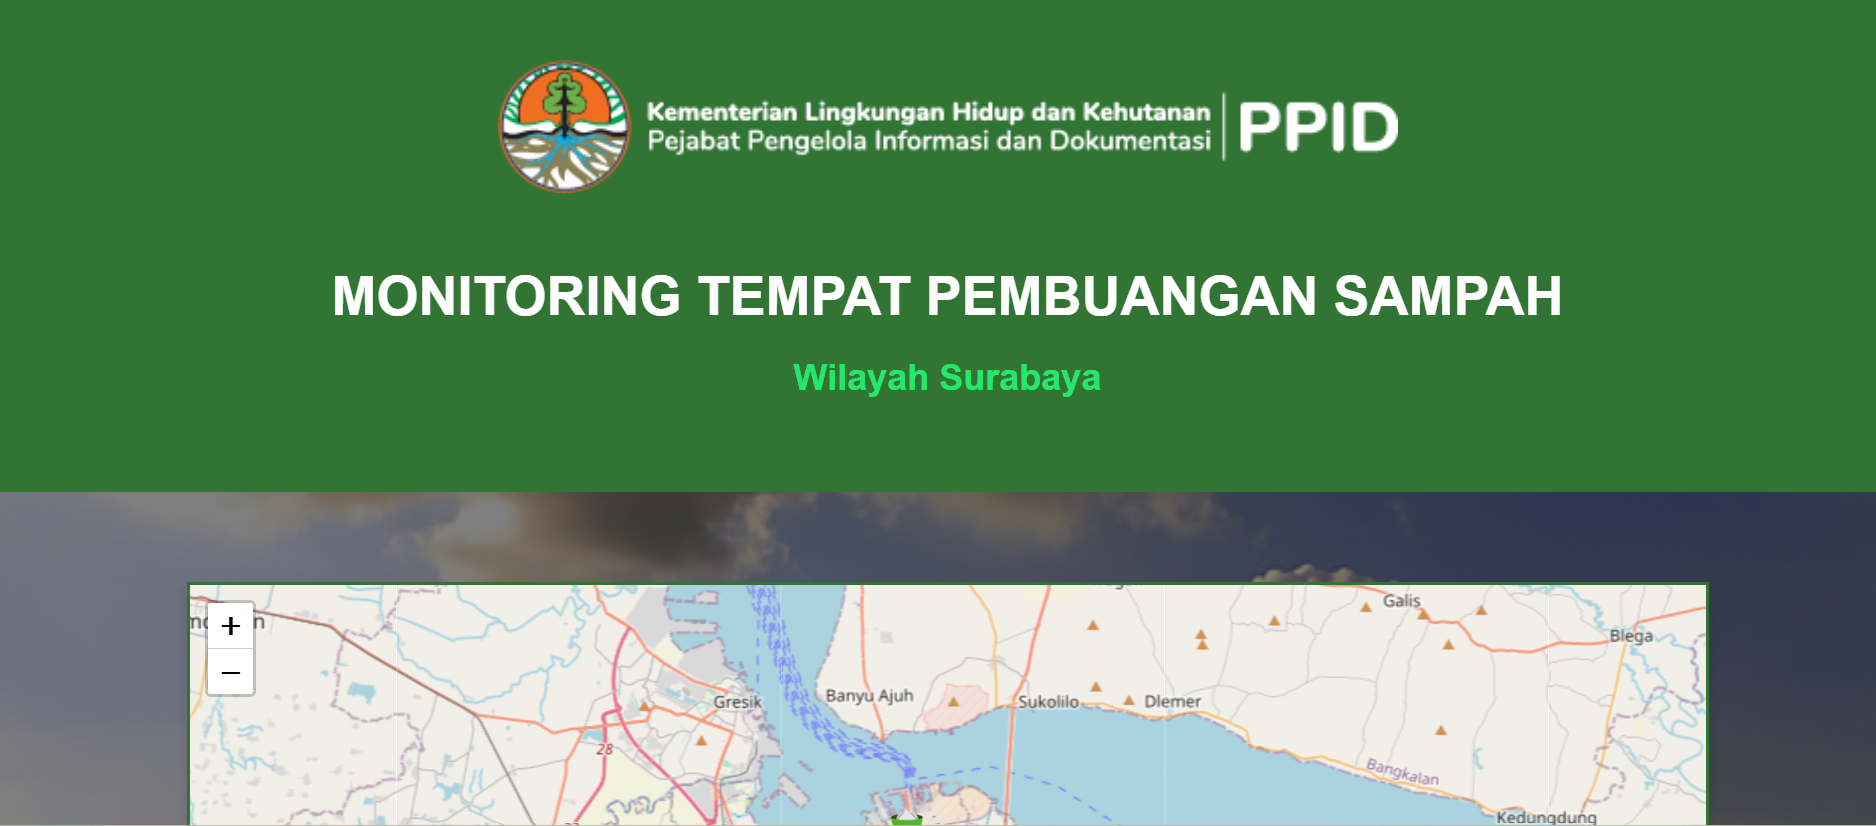 Kementerian Lingkungan Hidup dan Kehutanan
Pejabat Pengelola Informasi dan Dokumentasi
PPID
MONITORING TEMPAT PEMBUANGAN SAMPAH
Wilayah Surabaya
+
−
Galis
Blega
Gresik
Banyu Ajuh
Sukolilo
Dlemer
28
Bangkalan
Kedungdung